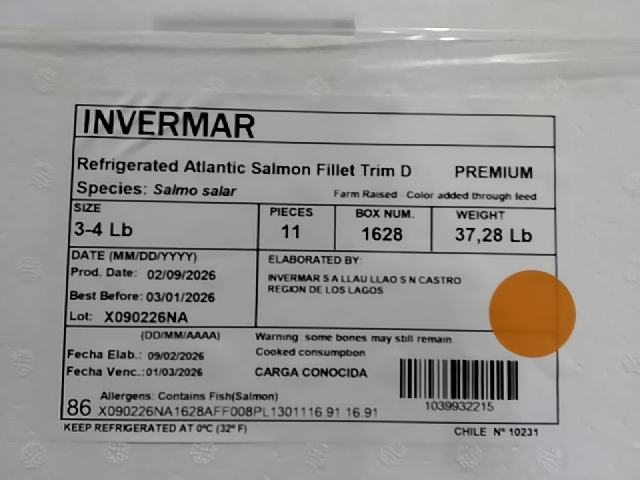 INVERMAR
Refrigerated Atlantic Salmon Fillet Trim D PREMIUM
Species: Salmo salar Farm Raised - Color added through feed
SIZE PIECES BOX NUM. WEIGHT
3-4 Lb 11 1628 37,28 Lb
DATE (MM/DD/YYYY) ELABORATED BY:
Prod. Date: 02/09/2026 INVERMAR S A LLAU LLAO S N CASTRO
REGION DE LOS LAGOS
Best Before: 03/01/2026
Lot: X090226NA
(DD/MM/AAAA) Warning some bones may still remain
Fecha Elab.: 09/02/2026 Cooked consumption
Fecha Venc.: 01/03/2026 CARGA CONOCIDA
Allergens: Contains Fish(Salmon)
86 X090226NA1628AFF008PL1301116 91 16 91 1039932215
KEEP REFRIGERATED AT 0ºC (32º F) CHILE Nº 10231